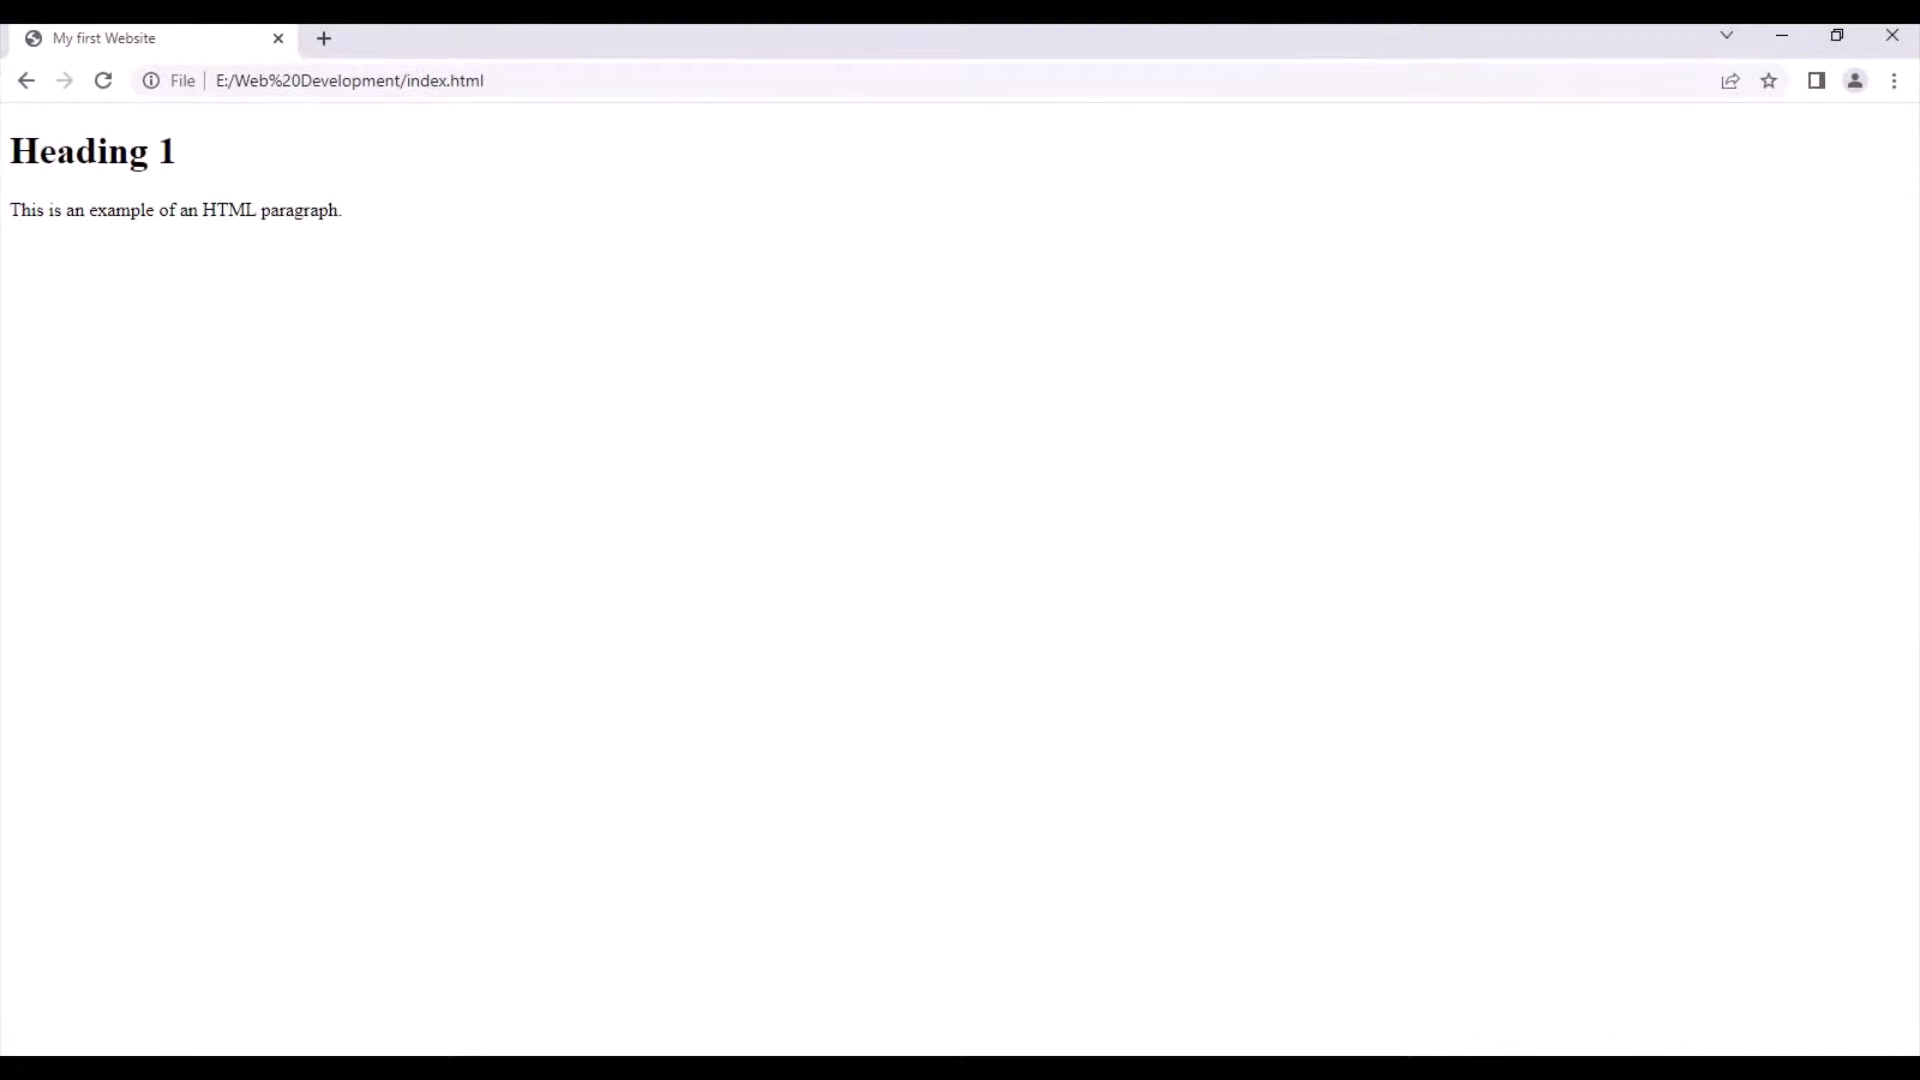 My first Website
File E:/Web%20Development/index.html
Heading 1
This is an example of an HTML paragraph.